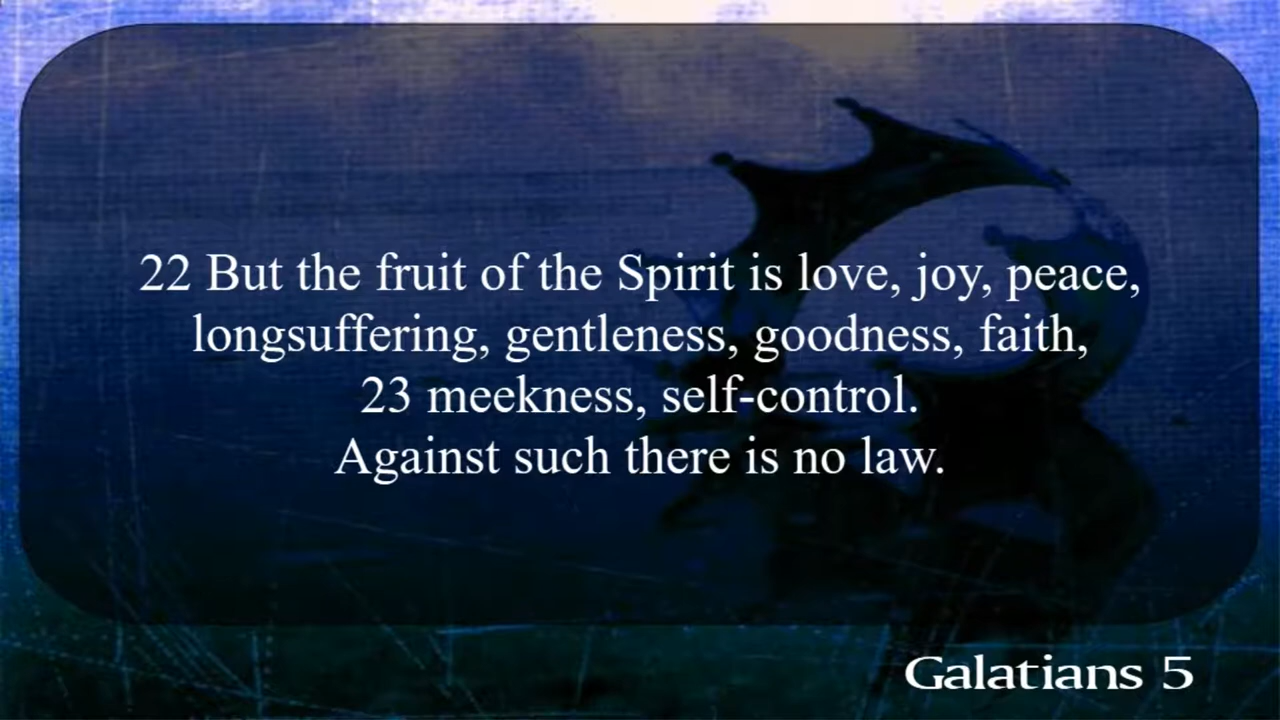 22 But the fruit of the Spirit is love, joy, peace,
longsuffering, gentleness, goodness, faith,
23 meekness, self-control.
Against such there is no law.
Galatians 5